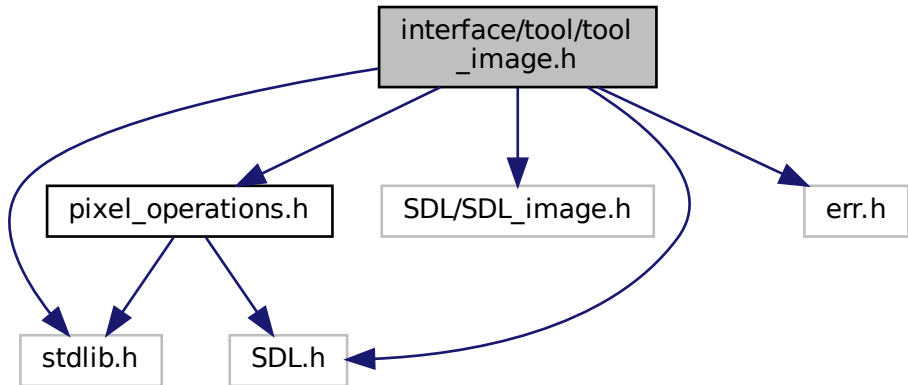 interface/tool/tool
_image.h
pixel_operations.h
SDL/SDL_image.h
err.h
stdlib.h
SDL.h